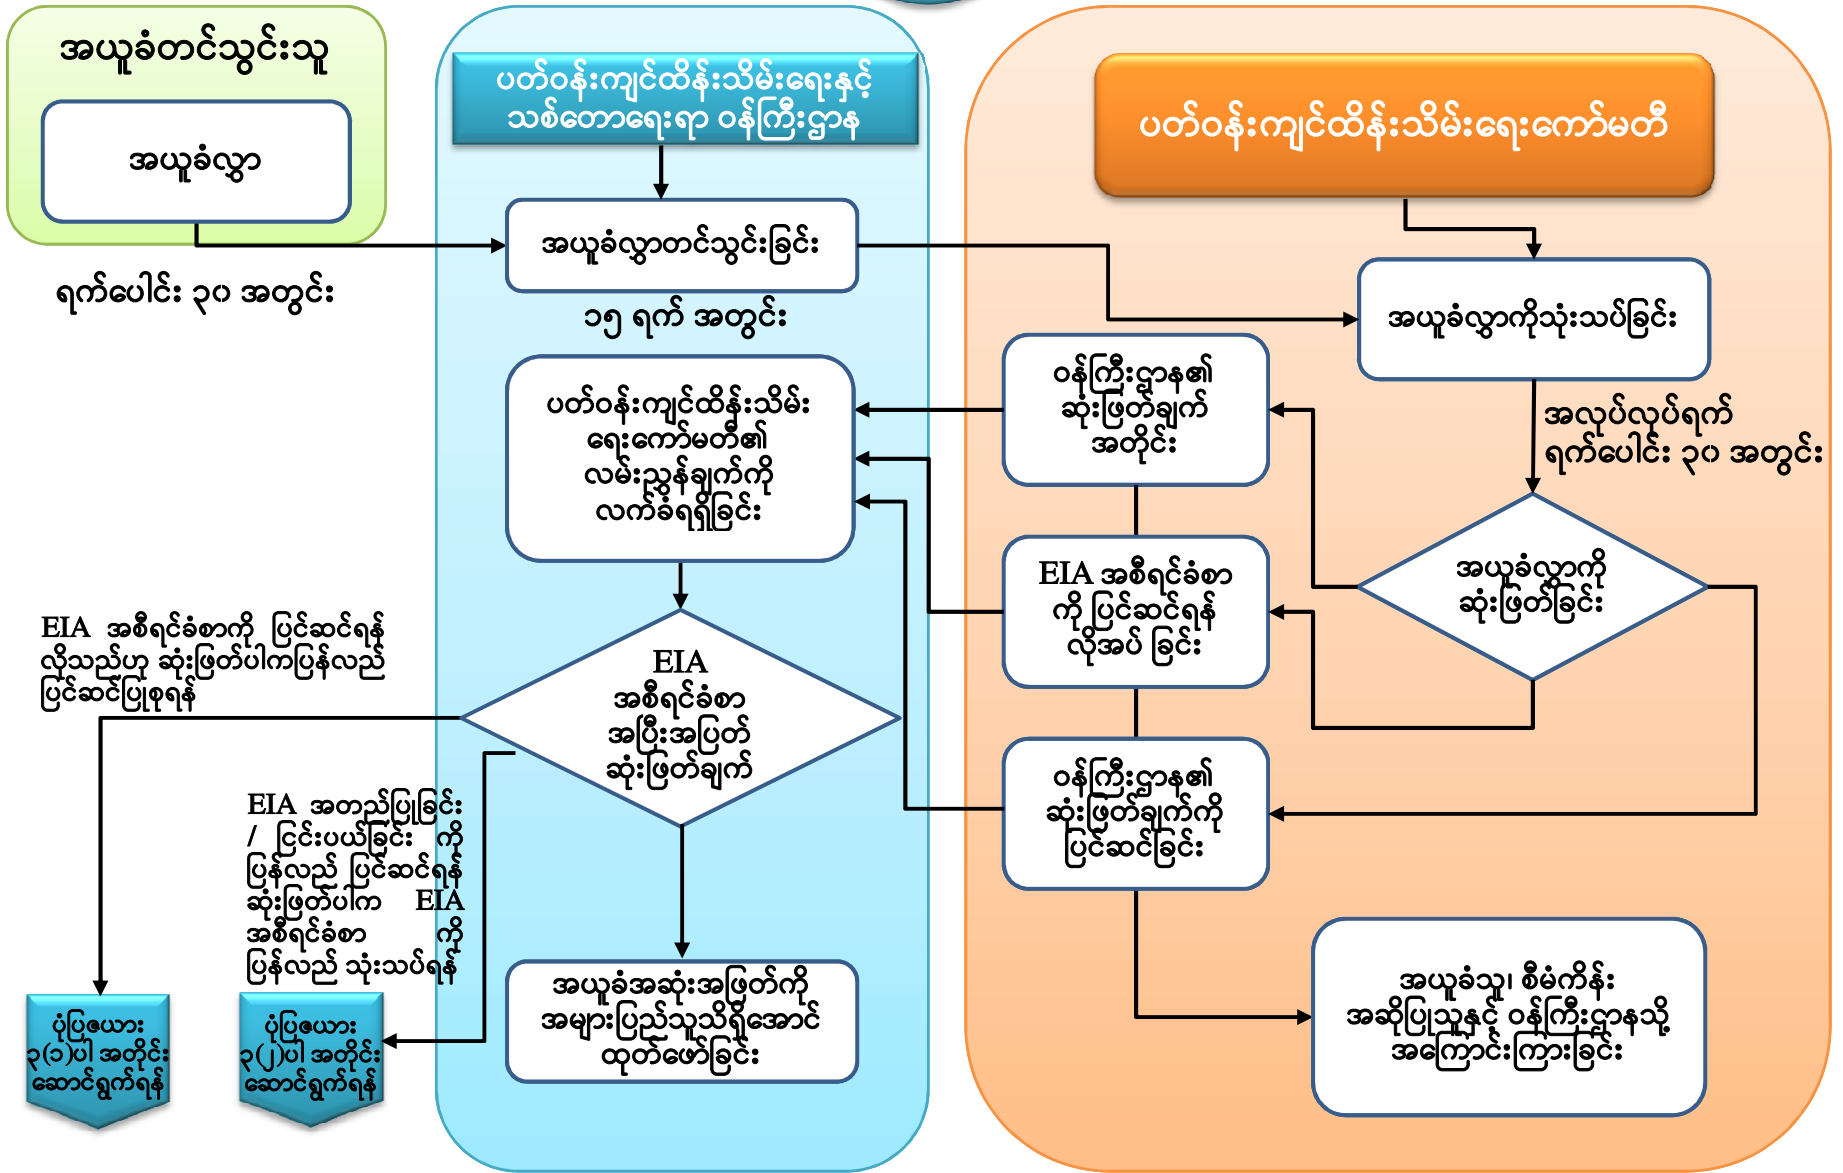 အယူခံတင်သွင်းသူ
အယူခံလွှာ
ရက်ပေါင်း ၃၀ အတွင်း
ပတ်ဝန်းကျင်ထိန်းသိမ်းရေးနှင့်
သစ်တောရေးရာ ဝန်ကြီးဌာန
အယူခံလွှာတင်သွင်းခြင်း
၁၅ ရက် အတွင်း
ပတ်ဝန်းကျင်ထိန်းသိမ်း
ရေးကော်မတီ၏
လမ်းညွှန်ချက်ကို
လက်ခံရရှိခြင်း
EIA
အစီရင်ခံစာ
အပြီးအပြတ်
ဆုံးဖြတ်ချက်
အယူခံအဆုံးအဖြတ်ကို
အများပြည်သူသိရှိအောင်
ထုတ်ဖော်ခြင်း
EIA အစီရင်ခံစာကို ပြင်ဆင်ရန်
လိုသည်ဟု ဆုံးဖြတ်ပါကပြန်လည်
ပြင်ဆင်ပြုစုရန်
EIA အတည်ပြုခြင်း
/ ငြင်းပယ်ခြင်း ကို
ပြန်လည် ပြင်ဆင်ရန်
ဆုံးဖြတ်ပါက EIA
အစီရင်ခံစာ ကို
ပြန်လည် သုံးသပ်ရန်
ပုံပြဇယား
၃(၁)ပါ အတိုင်း
ဆောင်ရွက်ရန်
ပုံပြဇယား
၃(၂)ပါ အတိုင်း
ဆောင်ရွက်ရန်
ပတ်ဝန်းကျင်ထိန်းသိမ်းရေးကော်မတီ
အယူခံလွှာကိုသုံးသပ်ခြင်း
အလုပ်လုပ်ရက်
ရက်ပေါင်း ၃၀ အတွင်း
အယူခံလွှာကို
ဆုံးဖြတ်ခြင်း
ဝန်ကြီးဌာန၏
ဆုံးဖြတ်ချက်
အတိုင်း
EIA အစီရင်ခံစာ
ကို ပြင်ဆင်ရန်
လိုအပ် ခြင်း
ဝန်ကြီးဌာန၏
ဆုံးဖြတ်ချက်ကို
ပြင်ဆင်ခြင်း
အယူခံသူ၊ စီမံကိန်း
အဆိုပြုသူနှင့် ဝန်ကြီးဌာနသို့
အကြောင်းကြားခြင်း